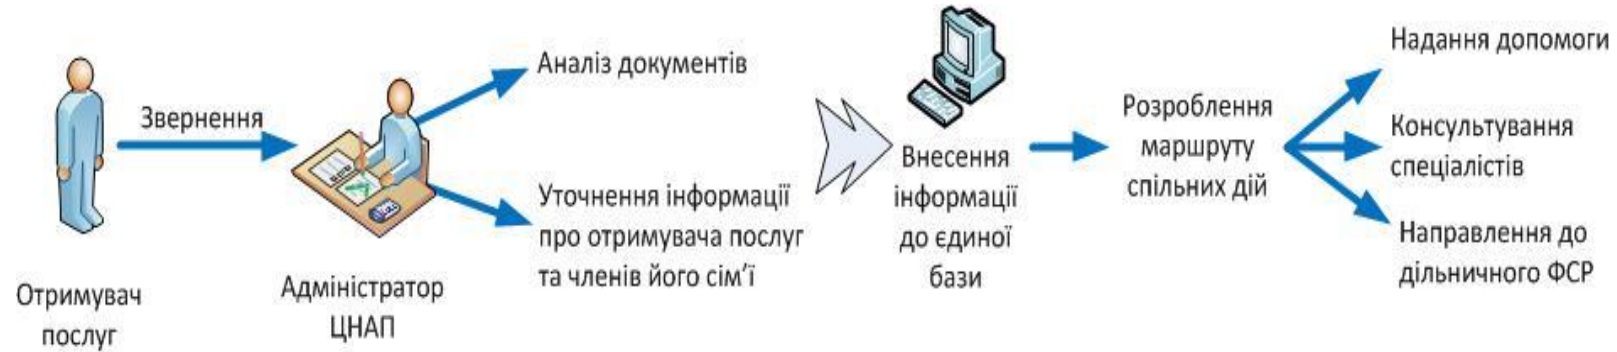 Отримувач
послуг
Звернення
Адміністратор
ЦНАП
Аналіз документів
Уточнення інформації
про отримувача послуг
та членів його сім’ї
Внесення
інформації
до єдиної
бази
Розроблення
маршруту
спільних дій
Надання допомоги
Консультування
спеціалістів
Направлення до
дільничного ФСР